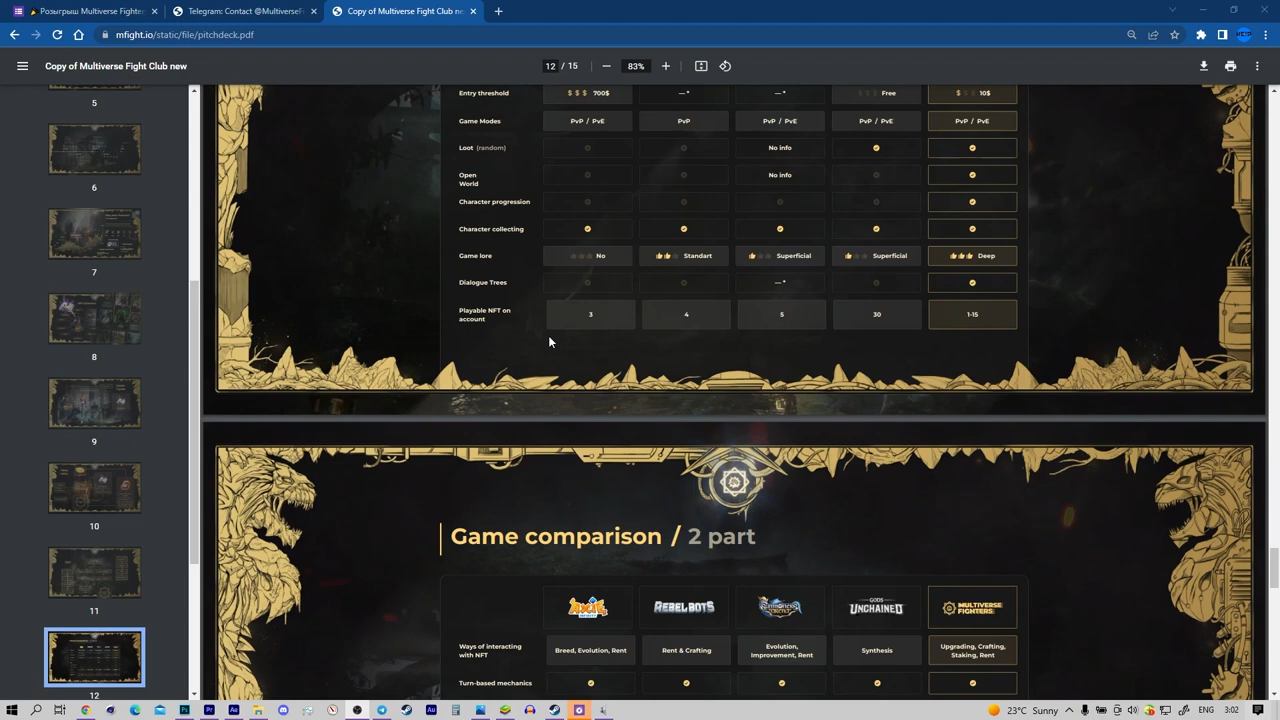 Розыгрыш Multiverse Fighters
Telegram: Contact @MultiverseF
Copy of Multiverse Fight Club ne
mfight.io/static/file/pitchdeck.pdf
Copy of Multiverse Fight Club new
12 / 15
83%
5
6
7
8
9
10
11
12
Entry threshold $ $ $ 700$ — * — * $ $ $ Free $ $ $ 10$
Game Modes PvP / PvE PvP PvP / PvE PvP / PvE PvP / PvE
Loot (random) No info
Open
World No info
Character progression
Character collecting
Game lore No Standart Superficial Superficial Deep
Dialogue Trees — *
Playable NFT on
account 3 4 5 30 1-15
Game comparison / 2 part
AXIE
INFINITY REBEL BOTS GODS
UNCHAINED MULTIVERSE
FIGHTERS
Ways of interacting
with NFT Breed, Evolution, Rent Rent & Crafting Evolution,
Improvement, Rent Synthesis Upgrading, Crafting,
Staking, Rent
Turn-based mechanics
23°C Sunny ENG 3:02